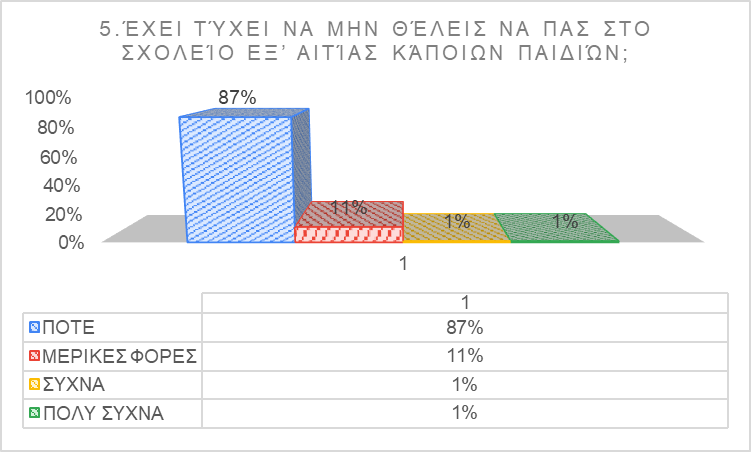 5.ΈΧΕΙ ΤΎΧΕΙ ΝΑ ΜΗΝ ΘΈΛΕΙΣ ΝΑ ΠΑΣ ΣΤΟ
ΣΧΟΛΕΊΟ ΕΞ’ ΑΙΤΊΑΣ ΚΆΠΟΙΩΝ ΠΑΙΔΙΏΝ;
100%
80%
60%
40%
20%
0%
87%
11%
1%
1%
1
1
ΠΟΤΕ 87%
ΜΕΡΙΚΕΣ ΦΟΡΕΣ 11%
ΣΥΧΝΑ 1%
ΠΟΛΥ ΣΥΧΝΑ 1%